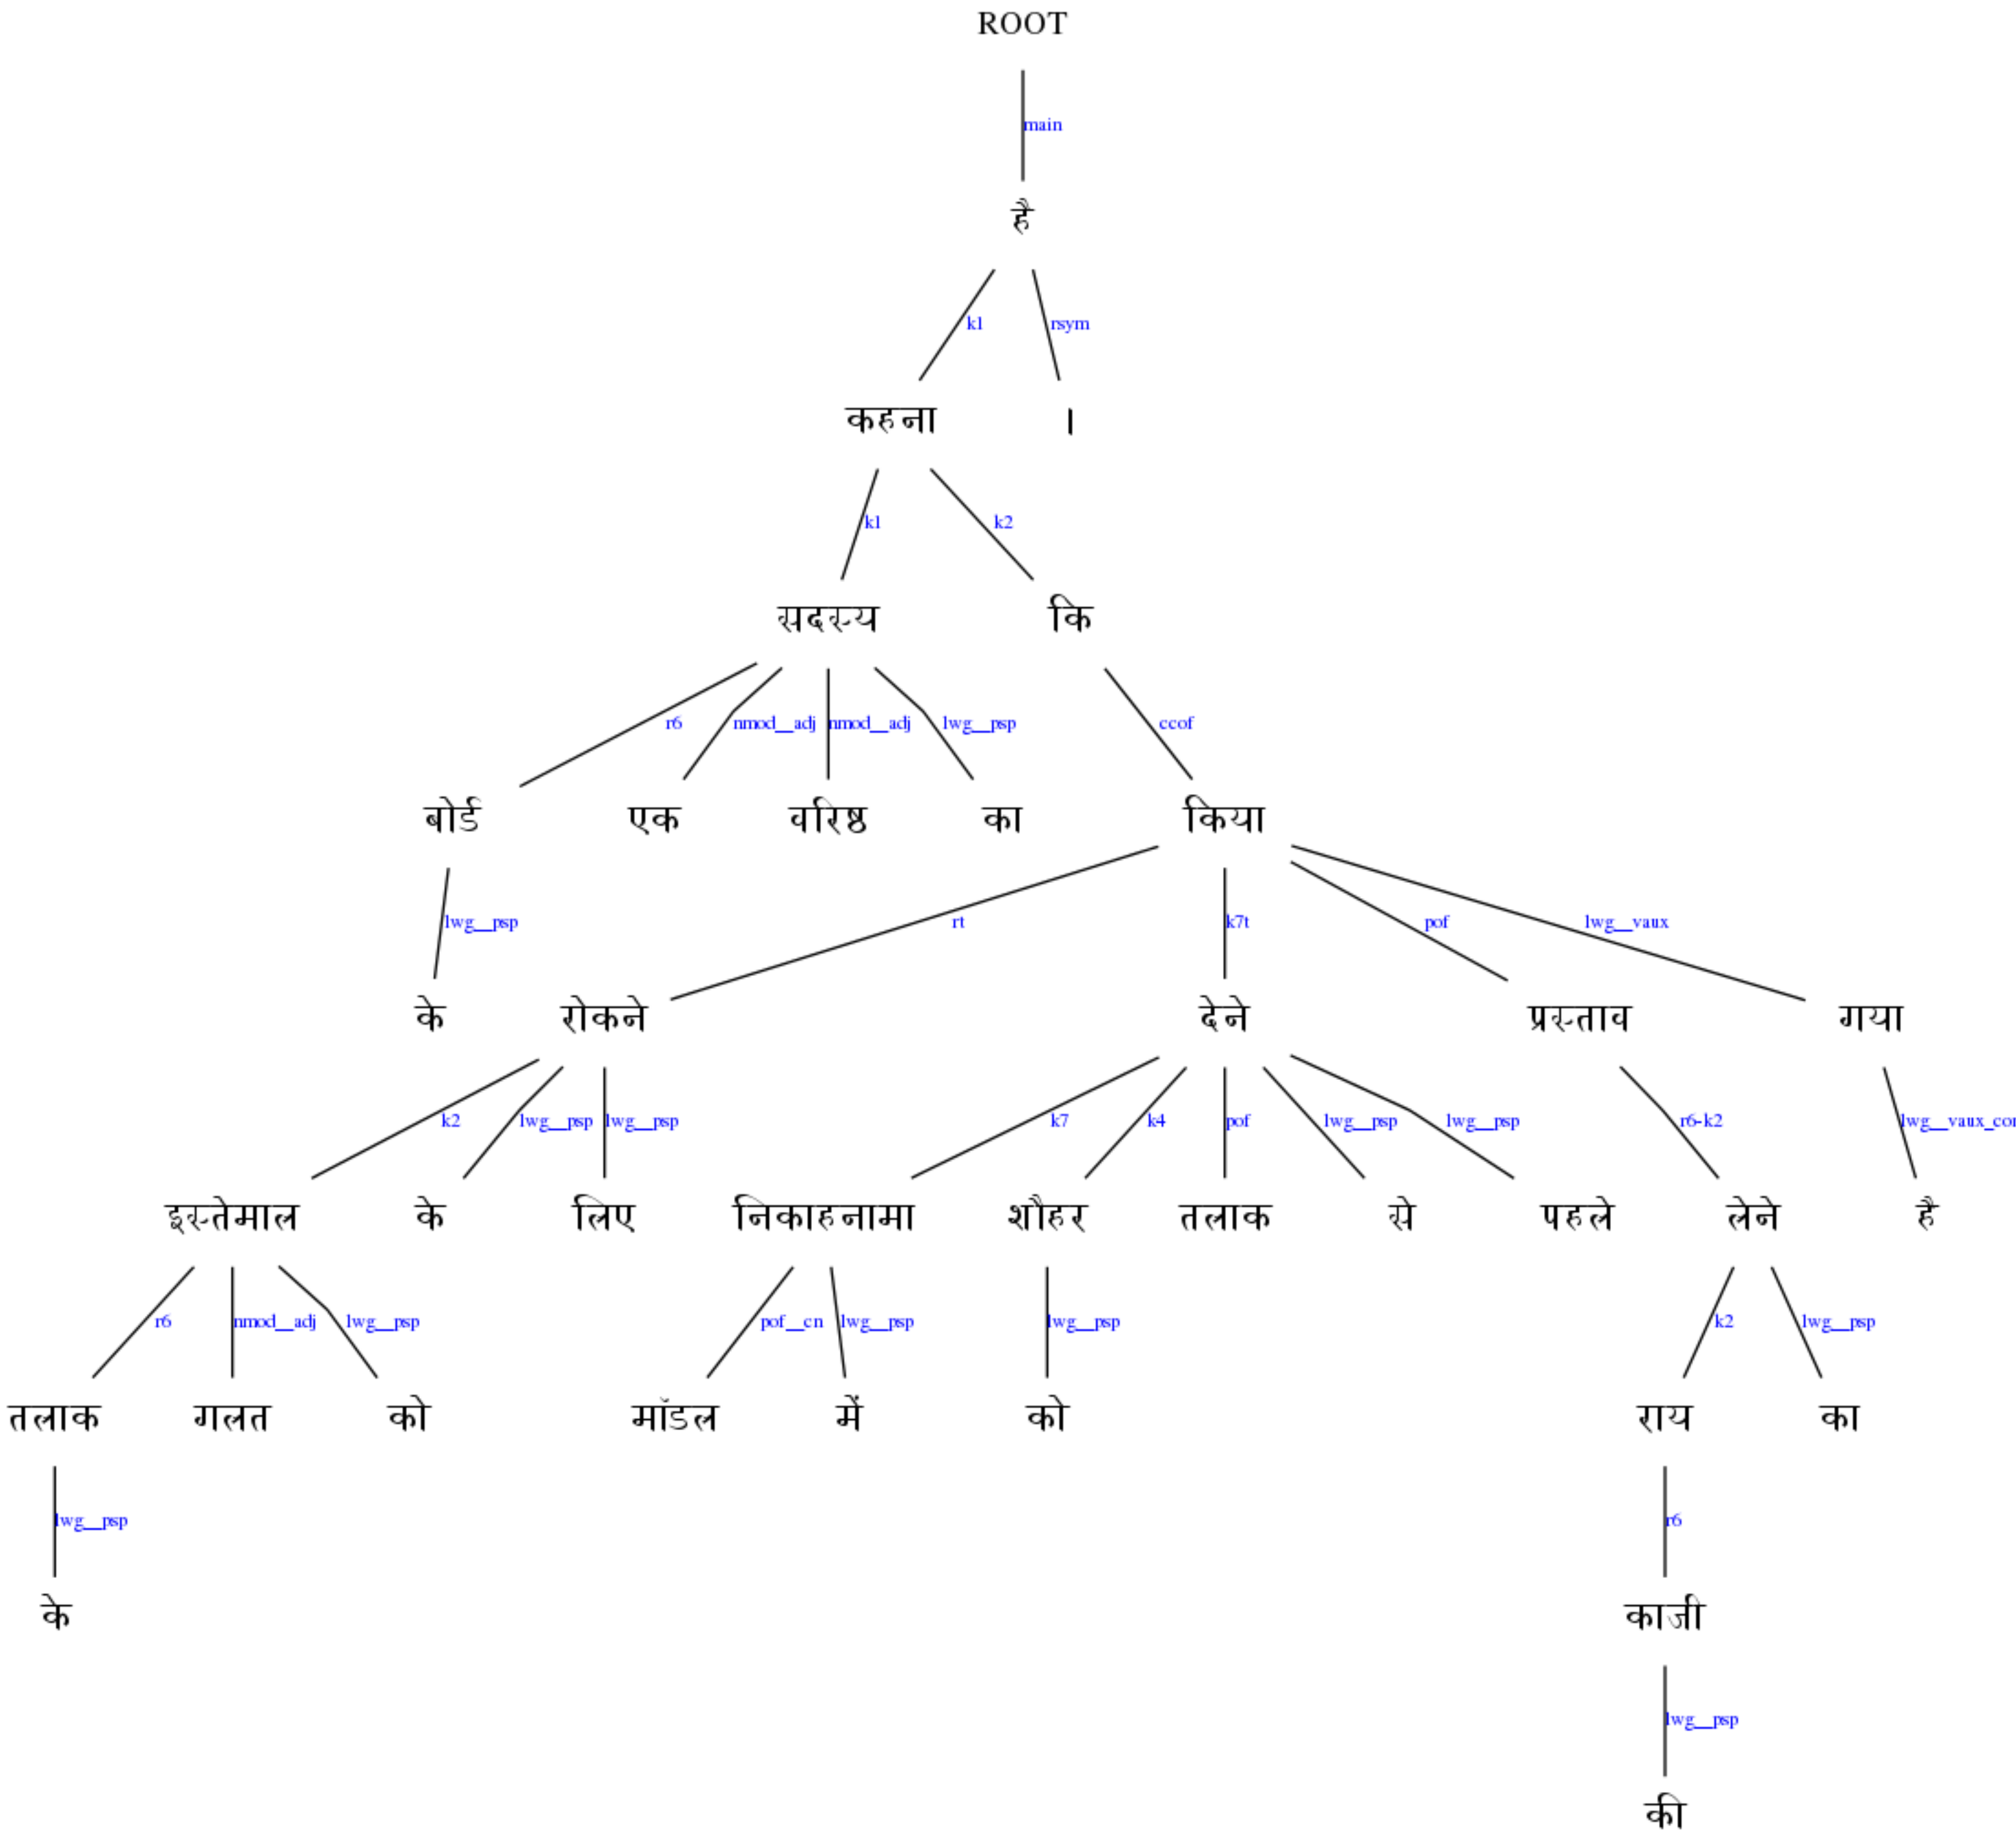 ROOT
main
है
k1 rsym
कहना ।
k1 k2
सदस्य कि
r6 nmod__adj nmod__adj lwg__psp ccof
बोर्ड एक वरिष्ठ का किया
lwg__psp rt k7t pof lwg__vaux
के रोकने देने प्रस्ताव गया
k2 lwg__psp lwg__psp k7 k4 pof lwg__psp lwg__psp r6-k2 lwg__vaux_con
इस्तेमाल के लिए निकाहनामा शौहर तलाक से पहले लेने है
r6 nmod__adj lwg__psp pof__cn lwg__psp lwg__psp k2 lwg__psp
तलाक गलत को मॉडल में को राय का
lwg__psp r6
के काजी
lwg__psp
की